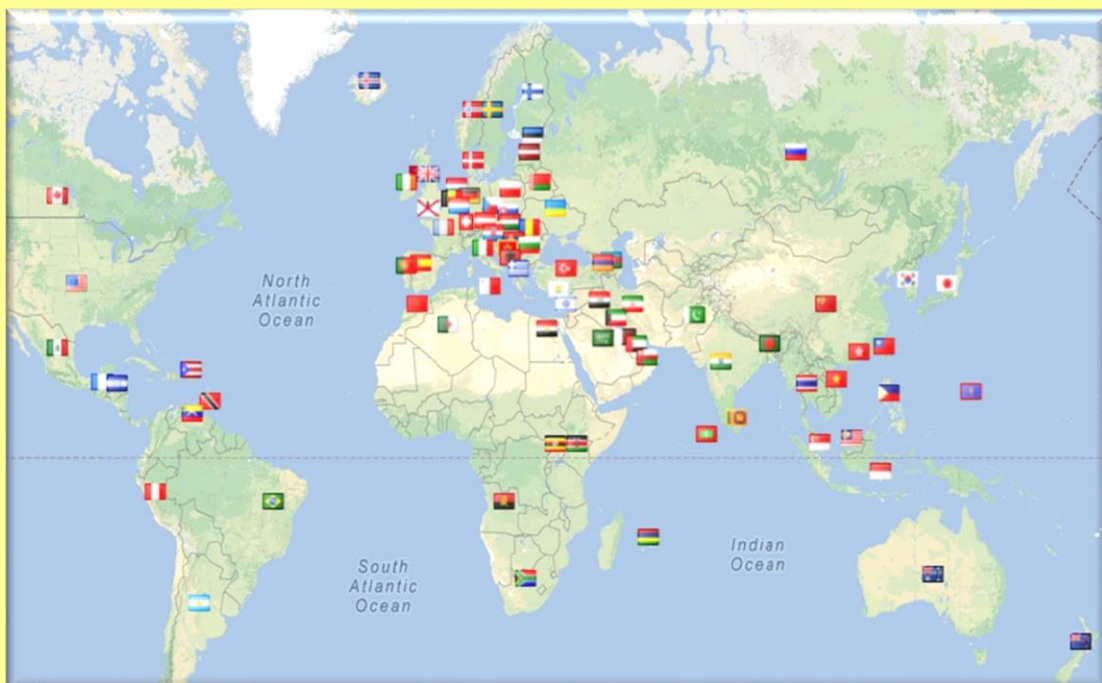 North
Atlantic
Ocean
South
Atlantic
Ocean
Indian
Ocean